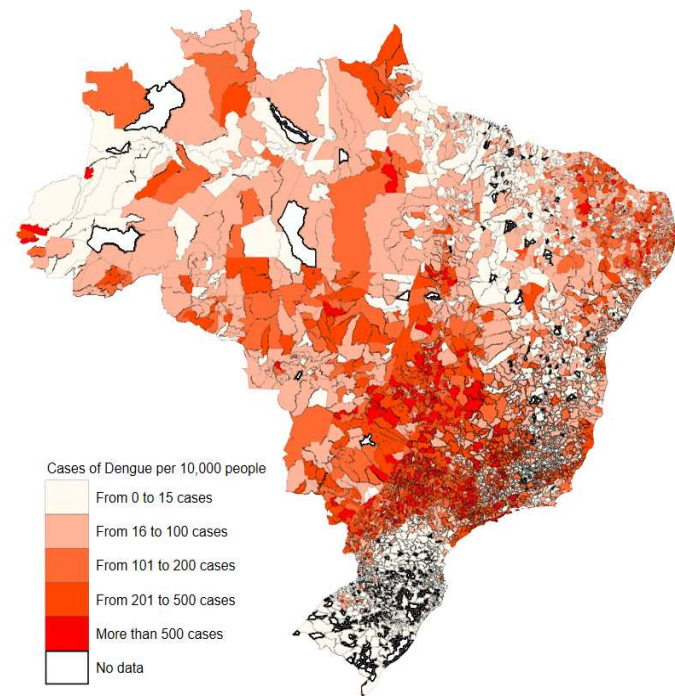 Cases of Dengue per 10,000 people
From 0 to 15 cases
From 16 to 100 cases
From 101 to 200 cases
From 201 to 500 cases
More than 500 cases
No data